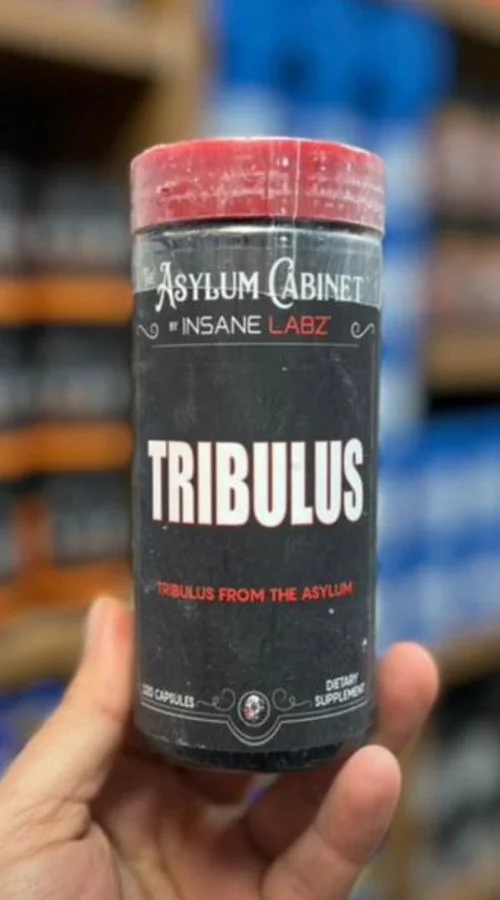 The ASYLUM CABINET
BY INSANE LABZ
TRIBULUS
TRIBULUS FROM THE ASYLUM
CAPSULES
DIETARY
SUPPLEMENT